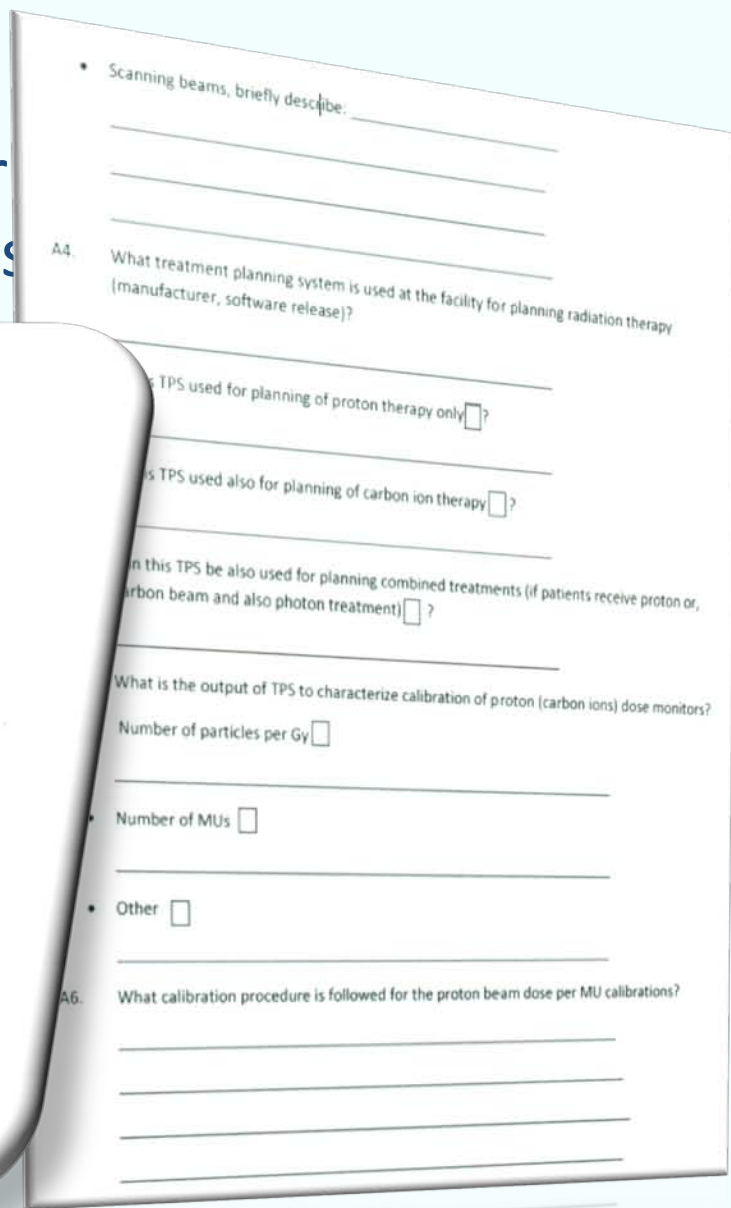 • Scanning beams, briefly describe:
A4. What treatment planning system is used at the facility for planning radiation therapy
(manufacturer, software release)?
TPS used for planning of proton therapy only ?
TPS used also for planning of carbon ion therapy ?
this TPS be also used for planning combined treatments (if patients receive proton or,
beam and also photon treatment) ?
What is the output of TPS to characterize calibration of proton (carbon ions) dose monitors?
Number of particles per Gy
• Number of MUs
• Other
A6. What calibration procedure is followed for the proton beam dose per MU calibrations?